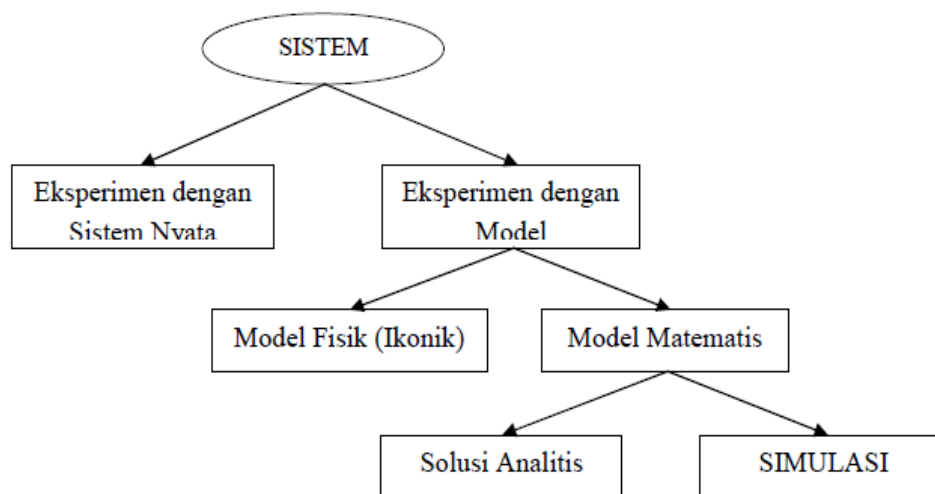 SISTEM
Eksperimen dengan
Sistem Nyata
Eksperimen dengan
Model
Model Fisik (Ikonik)
Model Matematis
Solusi Analitis
SIMULASI